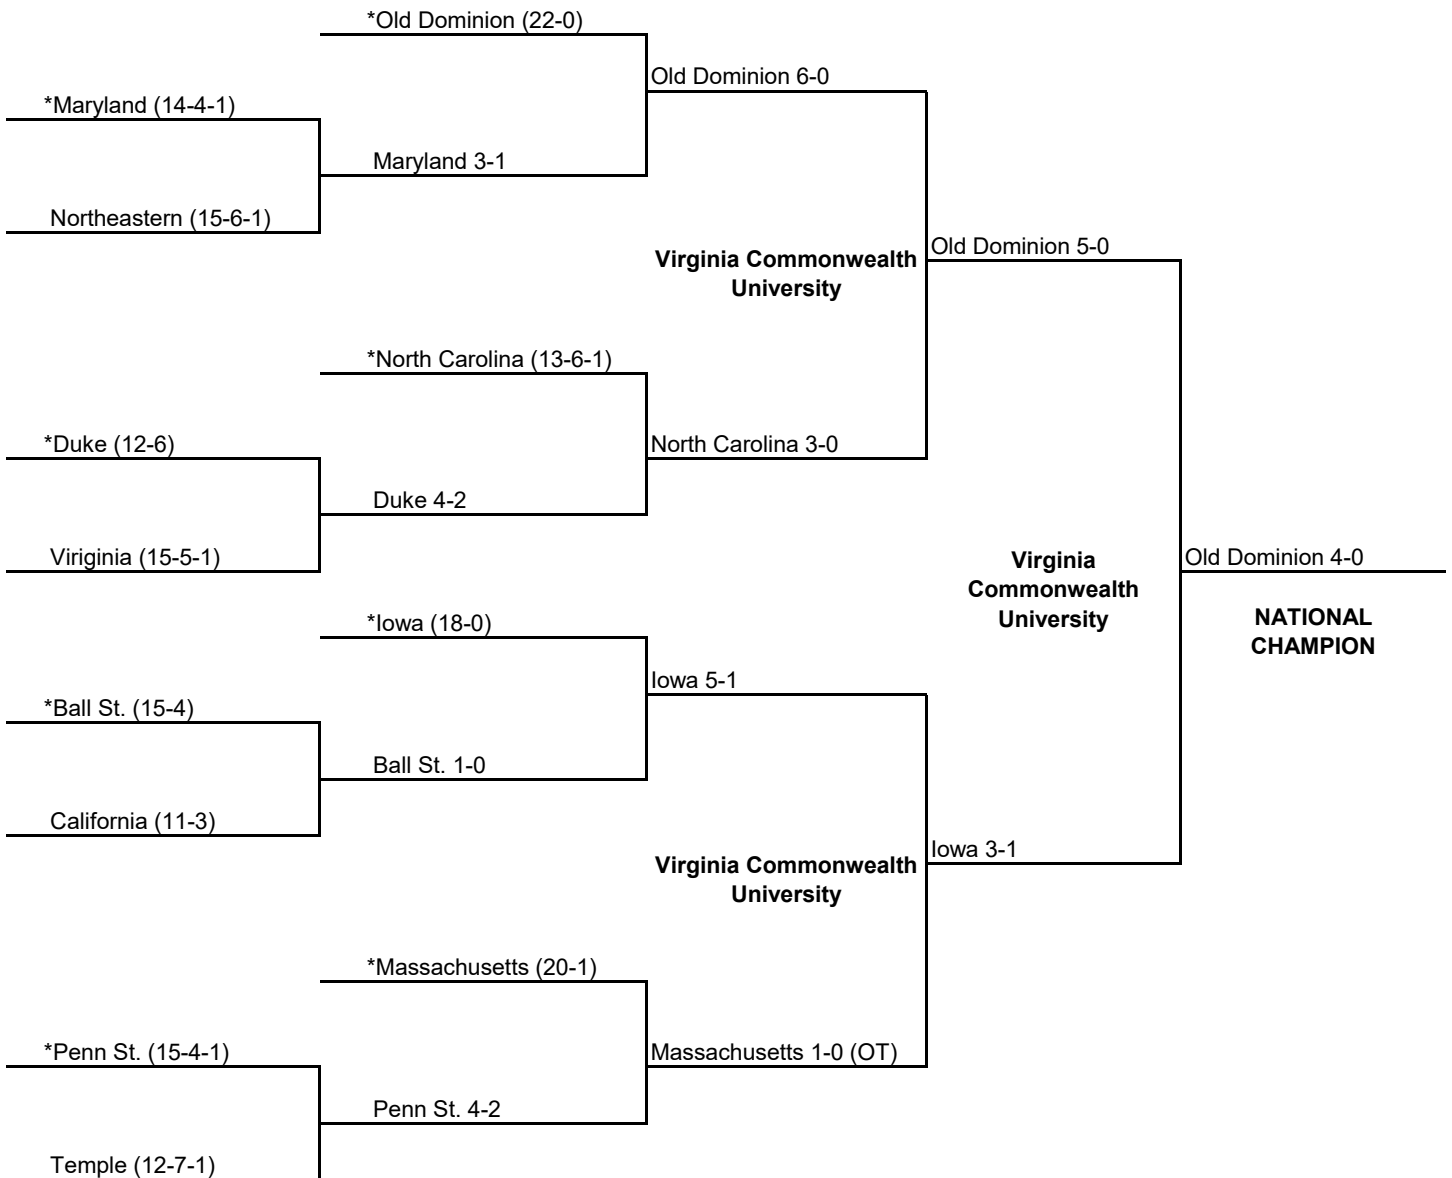 *Old Dominion (22-0)
Old Dominion 6-0
*Maryland (14-4-1)
Maryland 3-1
Northeastern (15-6-1)
Old Dominion 5-0
Virginia Commonwealth
University
*North Carolina (13-6-1)
*Duke (12-6)
North Carolina 3-0
Duke 4-2
Viriginia (15-5-1)
Virginia
Commonwealth
University
Old Dominion 4-0
NATIONAL
CHAMPION
*Iowa (18-0)
Iowa 5-1
*Ball St. (15-4)
Ball St. 1-0
California (11-3)
Iowa 3-1
Virginia Commonwealth
University
*Massachusetts (20-1)
*Penn St. (15-4-1)
Massachusetts 1-0 (OT)
Penn St. 4-2
Temple (12-7-1)